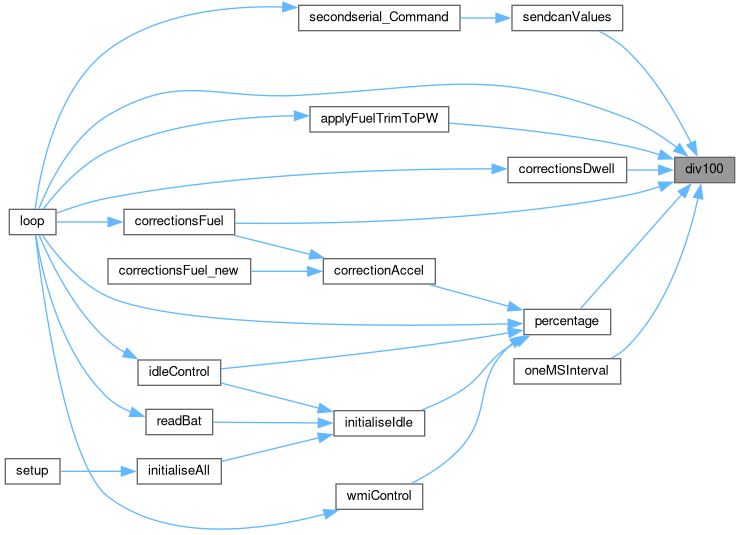 secondserial_Command
sendcanValues
applyFuelTrimToPW
correctionsDwell
div100
loop
correctionsFuel
correctionsFuel_new
correctionAccel
percentage
idleControl
oneMSInterval
readBat
initialiseIdle
setup
initialiseAll
wmiControl